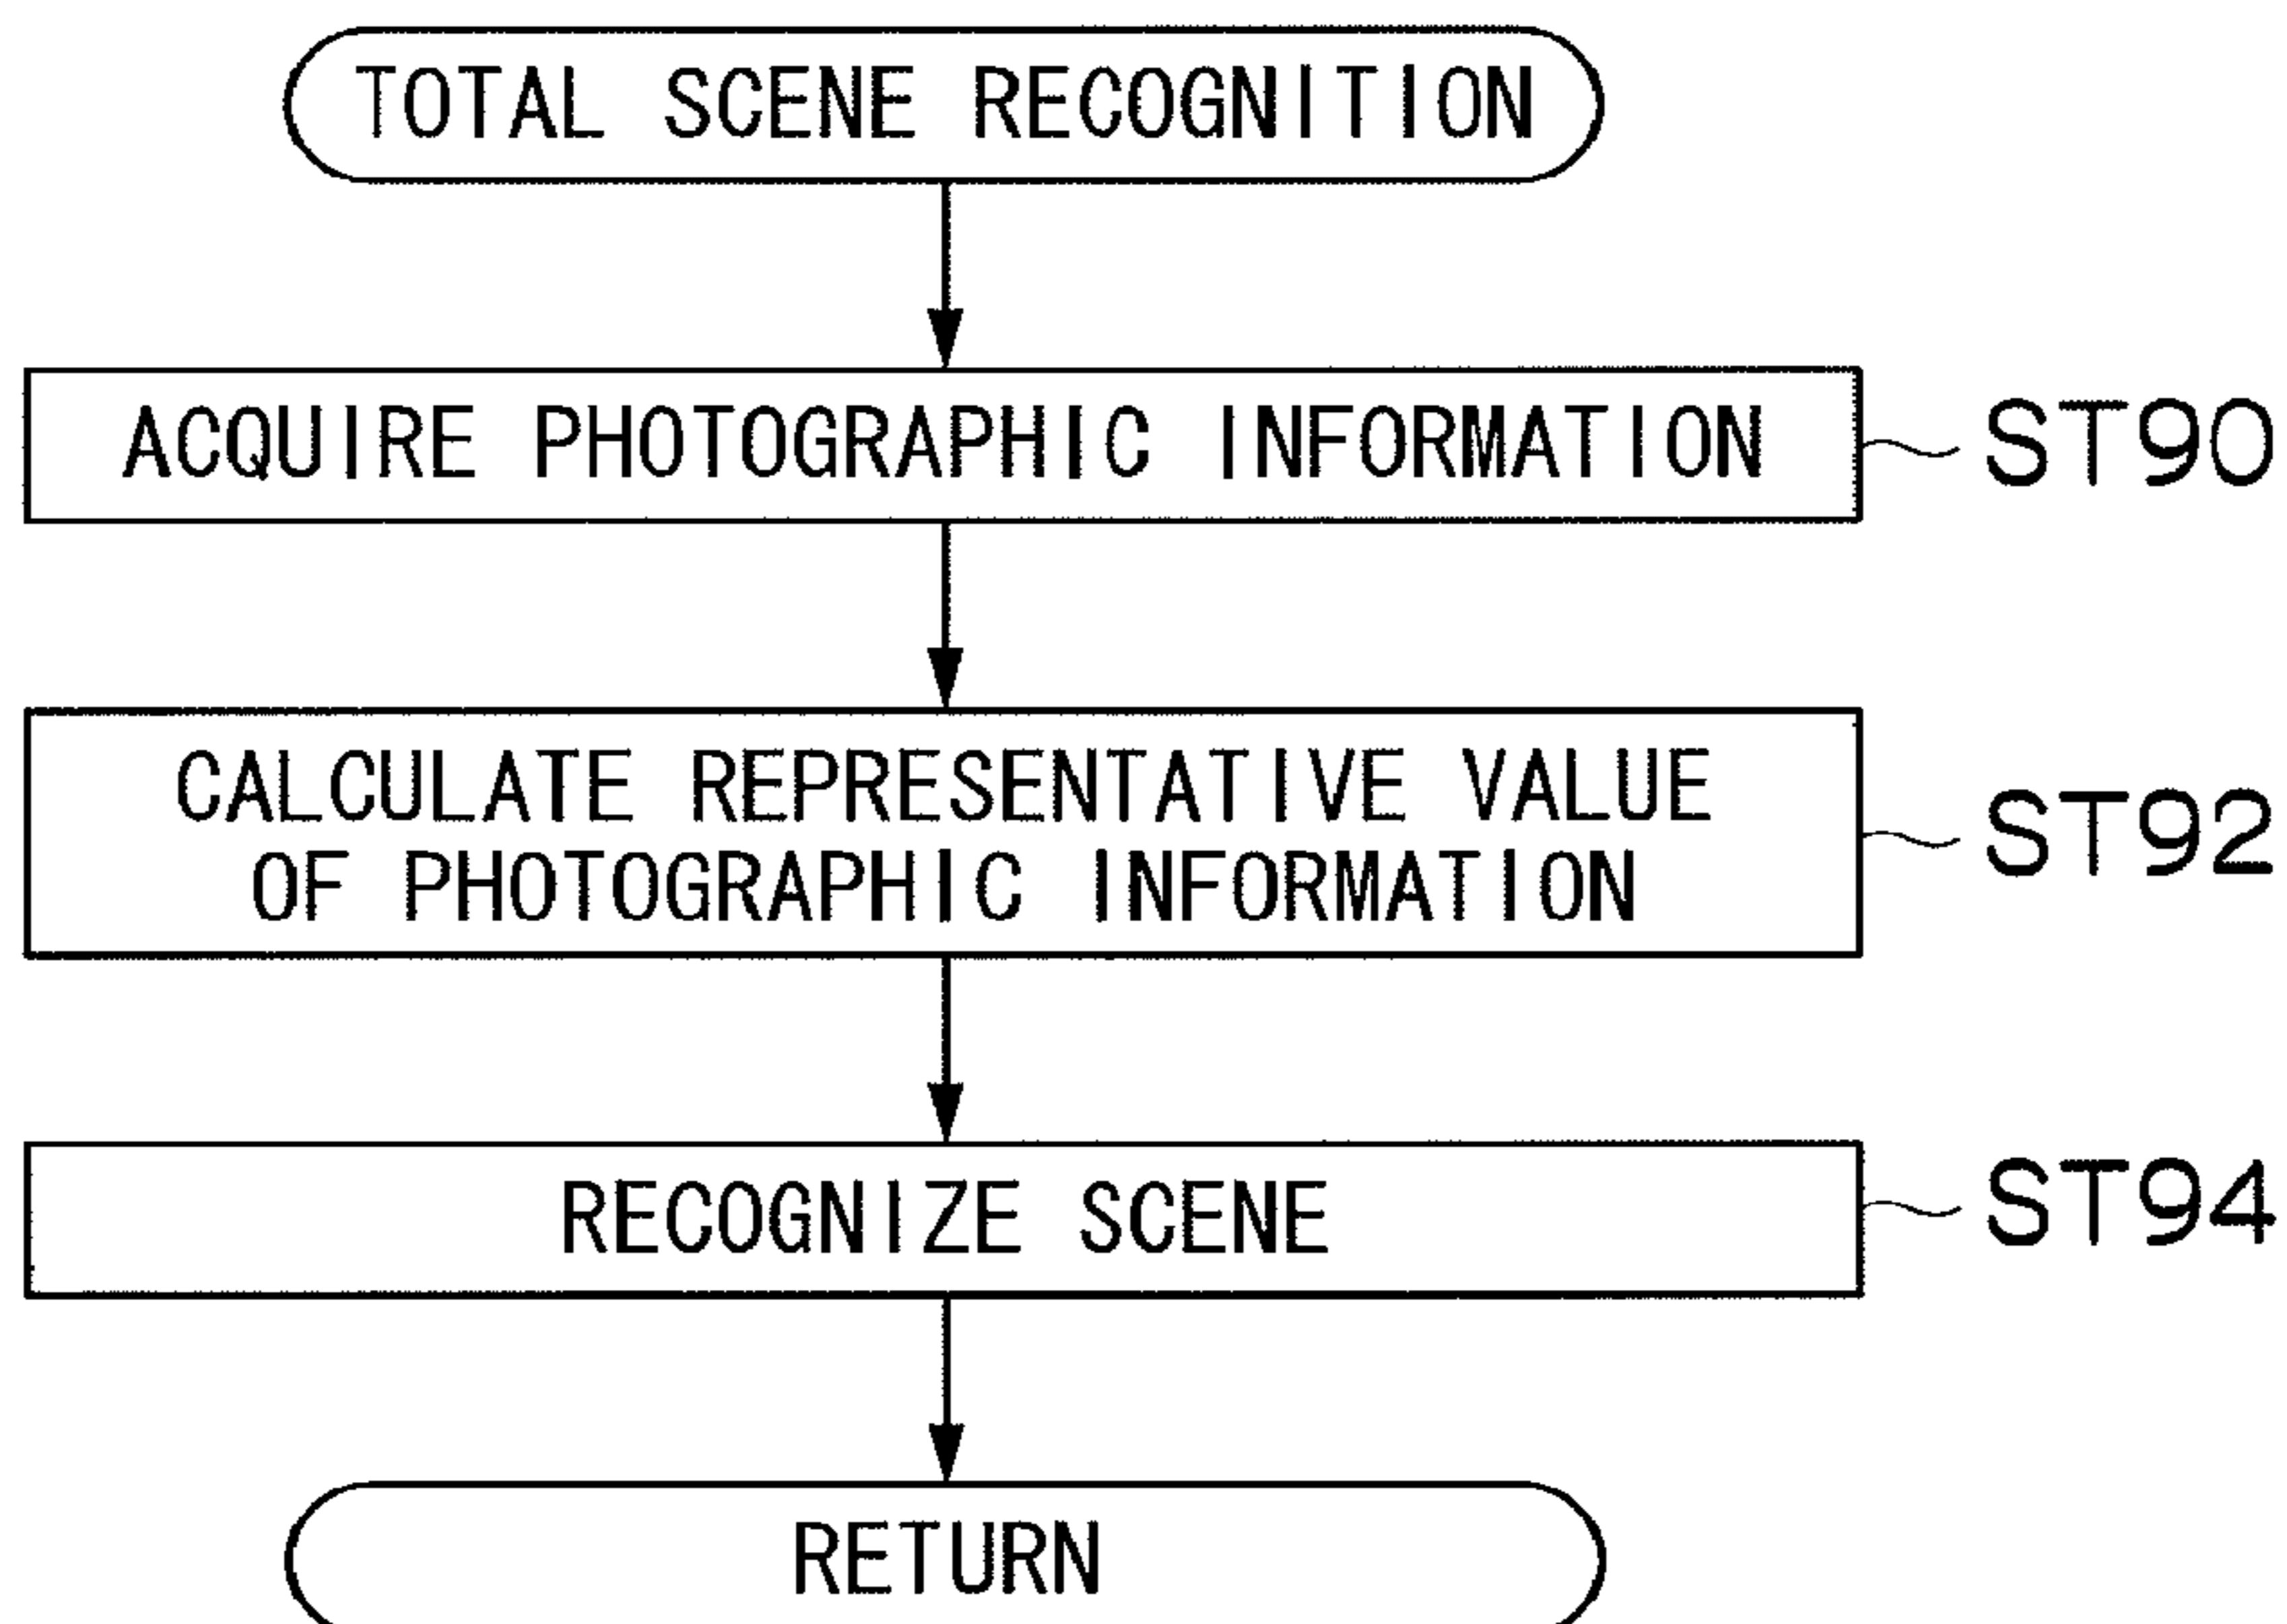 TOTAL SCENE RECOGNITION
ACQUIRE PHOTOGRAPHIC INFORMATION
ST90
CALCULATE REPRESENTATIVE VALUE
OF PHOTOGRAPHIC INFORMATION
ST92
RECOGNIZE SCENE
ST94
RETURN